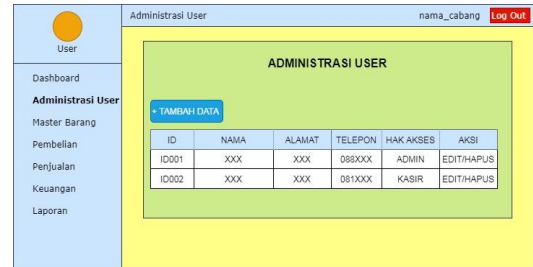 Administrasi User
nama_cabang
Log Out
User
Dashboard
Administrasi User
Master Barang
Pembelian
Penjualan
Keuangan
Laporan
ADMINISTRASI USER
+ TAMBAH DATA
ID NAMA ALAMAT TELEPON HAK AKSES AKSI
ID001 XXX XXX 088XXX ADMIN EDIT/HAPUS
ID002 XXX XXX 081XXX KASIR EDIT/HAPUS